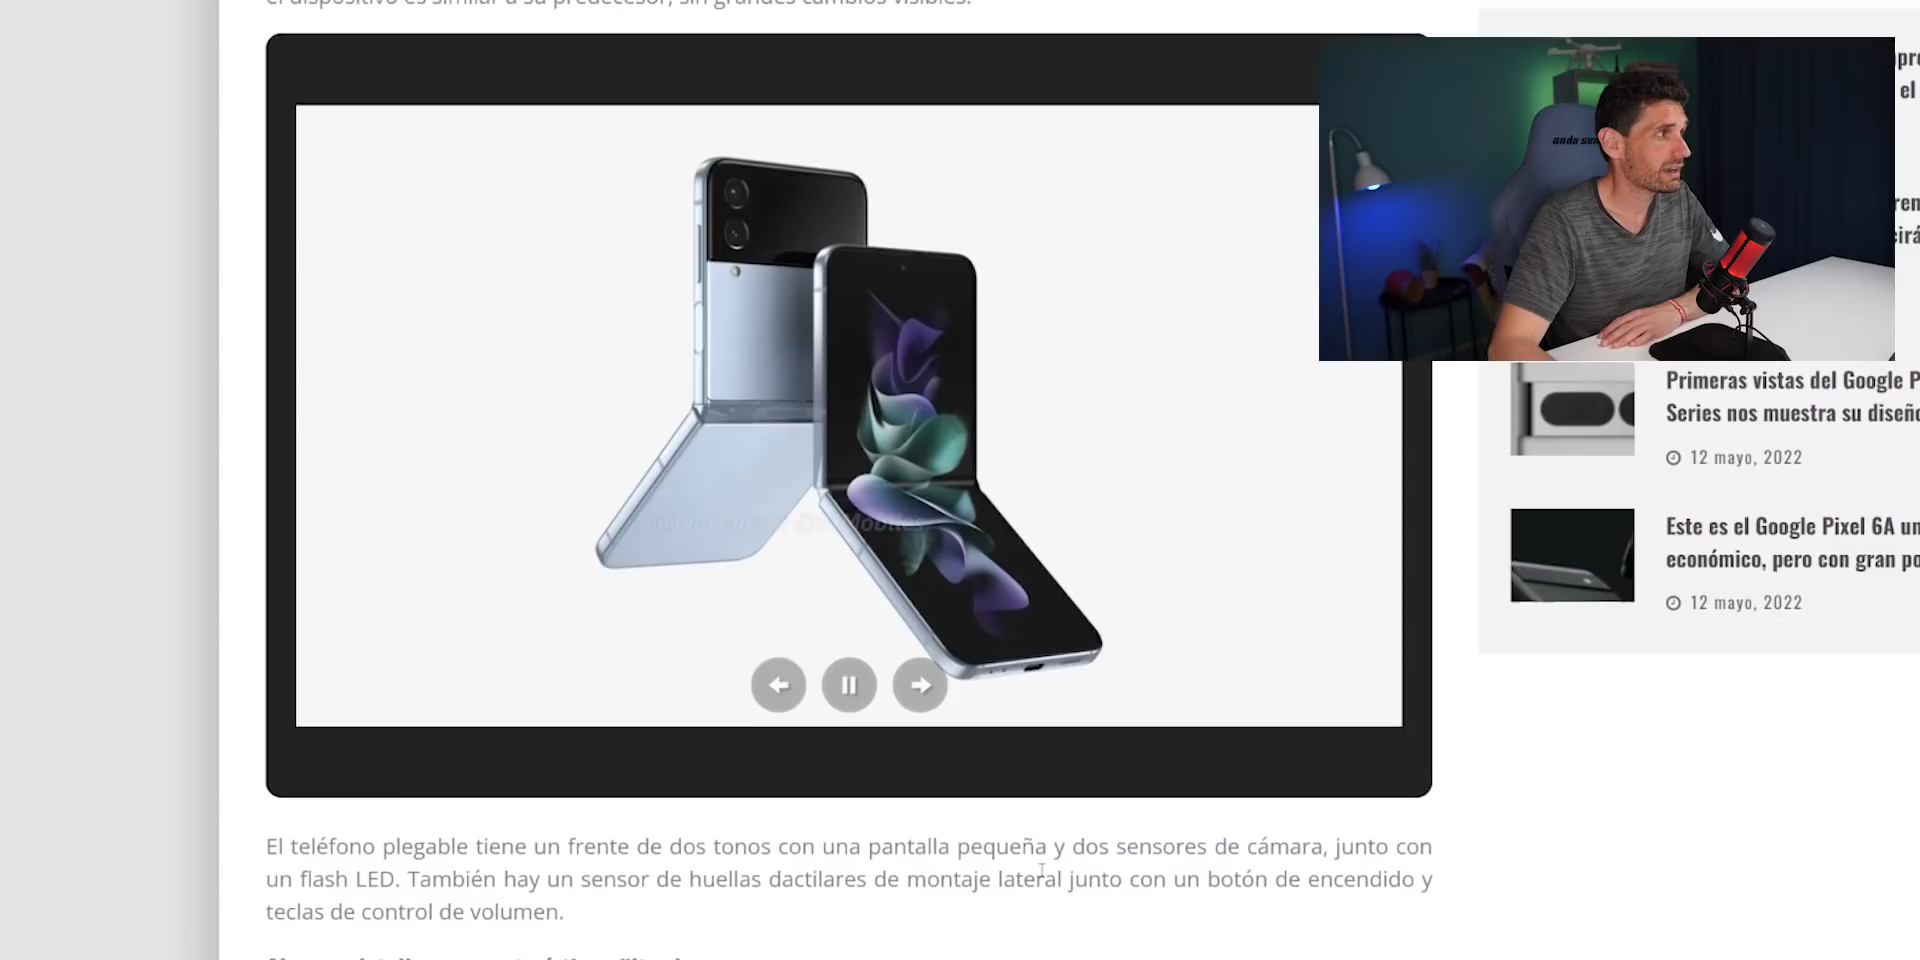 el dispositivo es similar a su predecesor, sin grandes cambios visibles.
anda sea
Primeras vistas del Google P
Series nos muestra su diseño
12 mayo, 2022
Este es el Google Pixel 6A un
económico, pero con gran po
12 mayo, 2022
El teléfono plegable tiene un frente de dos tonos con una pantalla pequeña y dos sensores de cámara, junto con
un flash LED. También hay un sensor de huellas dactilares de montaje lateral junto con un botón de encendido y
teclas de control de volumen.